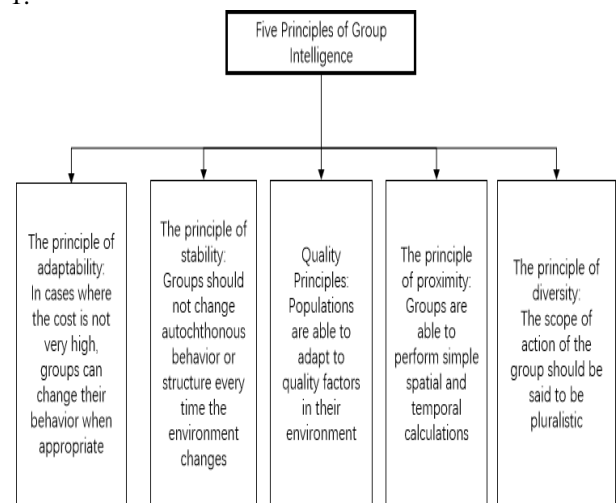 1.
Five Principles of Group
Intelligence
The principle of
adaptability:
In cases where
the cost is not
very high,
groups can
change their
behavior when
appropriate
The principle of
stability:
Groups should
not change
autochthonous
behavior or
structure every
time the
environment
changes
Quality
Principles:
Populations
are able to
adapt to
quality factors
in their
environment
The principle
of proximity:
Groups are
able to
perform simple
spatial and
temporal
calculations
The principle of
diversity:
The scope of
action of the
group should be
said to be
pluralistic